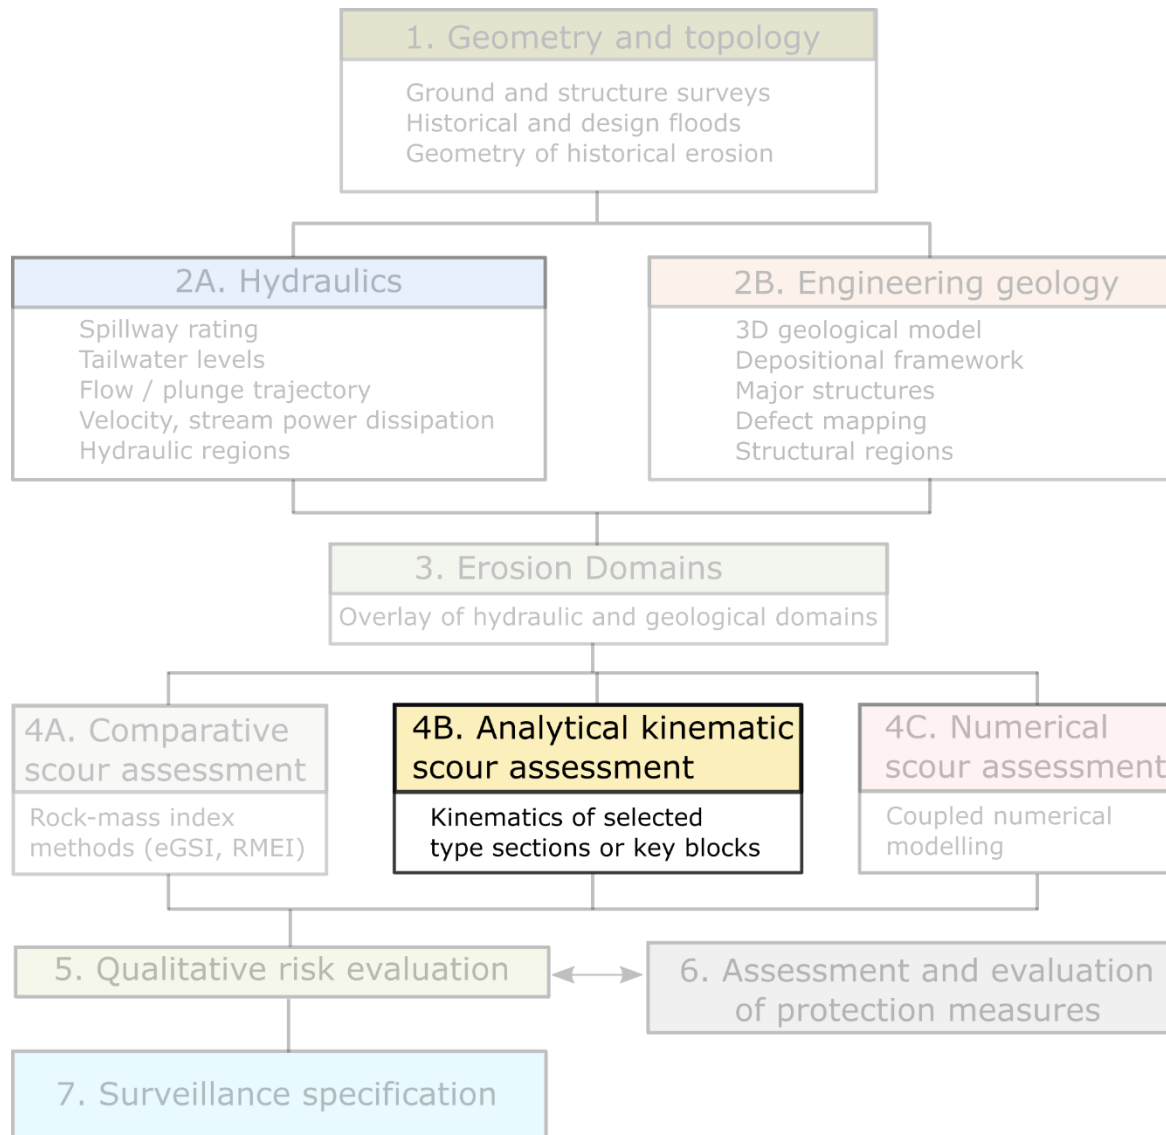 1. Geometry and topology
Ground and structure surveys
Historical and design floods
Geometry of historical erosion
2A. Hydraulics
Spillway rating
Tailwater levels
Flow / plunge trajectory
Velocity, stream power dissipation
Hydraulic regions
2B. Engineering geology
3D geological model
Depositional framework
Major structures
Defect mapping
Structural regions
3. Erosion Domains
Overlay of hydraulic and geological domains
4A. Comparative
scour assessment
Rock-mass index
methods (eGSI, RMEI)
4B. Analytical kinematic
scour assessment
Kinematics of selected
type sections or key blocks
4C. Numerical
scour assessment
Coupled numerical
modelling
5. Qualitative risk evaluation
6. Assessment and evaluation
of protection measures
7. Surveillance specification